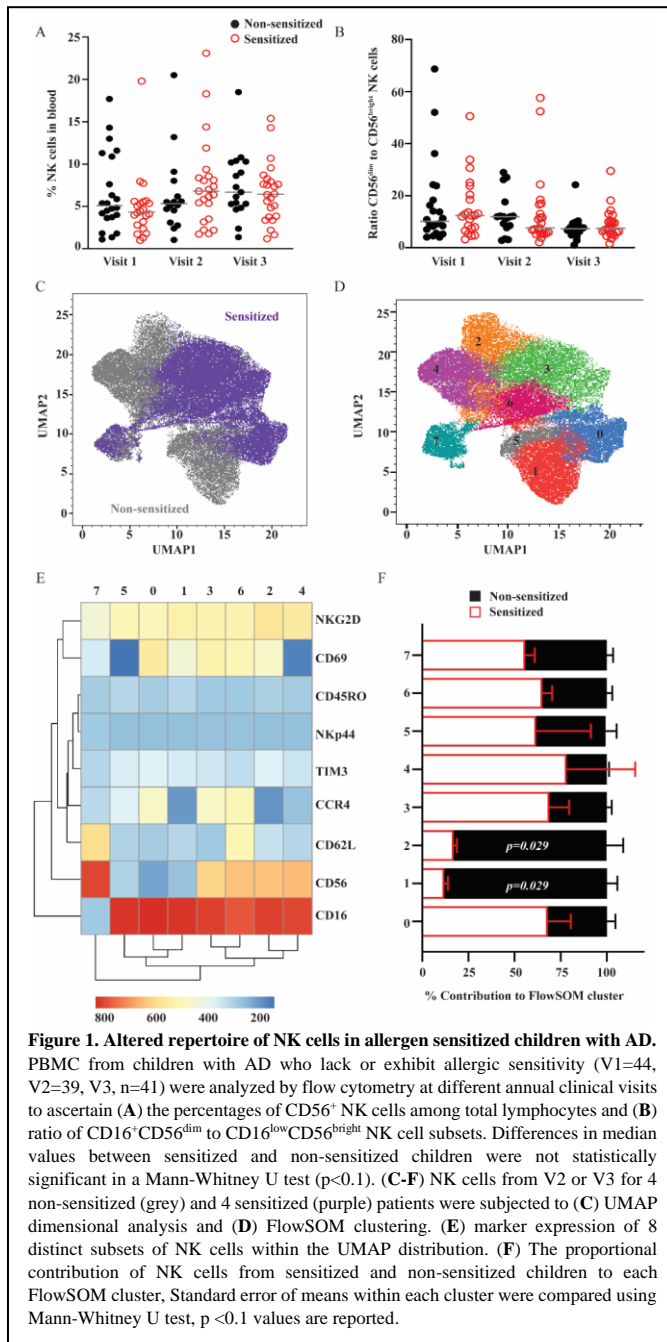 A
Non-sensitized
Sensitized
B
% NK cells in blood
25
20
15
10
5
0
Visit 1 Visit 2 Visit 3
Ratio CD56dim to CD56bright NK cells
80
60
40
20
0
Visit 1 Visit 2 Visit 3
C
Sensitized
Non-sensitized
UMAP2
25
20
15
10
5
0
0 5 10 15 20
UMAP1
D
2
4
3
6
7
5
0
1
UMAP2
25
20
15
10
5
0
0 5 10 15 20
UMAP1
E
7 5 0 1 3 6 2 4
NKG2D
CD69
CD45RO
NKp44
TIM3
CCR4
CD62L
CD56
CD16
800 600 400 200
F
Non-sensitized
Sensitized
7
6
5
4
3
2
p=0.029
1
p=0.029
0
0 25 50 75 100
% Contribution to FlowSOM cluster
Figure 1. Altered repertoire of NK cells in allergen sensitized children with AD.
PBMC from children with AD who lack or exhibit allergic sensitivity (V1=44,
V2=39, V3, n=41) were analyzed by flow cytometry at different annual clinical visits
to ascertain (A) the percentages of CD56+ NK cells among total lymphocytes and (B)
ratio of CD16+CD56dim to CD16lowCD56bright NK cell subsets. Differences in median
values between sensitized and non-sensitized children were not statistically
significant in a Mann-Whitney U test (p<0.1). (C-F) NK cells from V2 or V3 for 4
non-sensitized (grey) and 4 sensitized (purple) patients were subjected to (C) UMAP
dimensional analysis and (D) FlowSOM clustering. (E) marker expression of 8
distinct subsets of NK cells within the UMAP distribution. (F) The proportional
contribution of NK cells from sensitized and non-sensitized children to each
FlowSOM cluster, Standard error of means within each cluster were compared using
Mann-Whitney U test, p <0.1 values are reported.